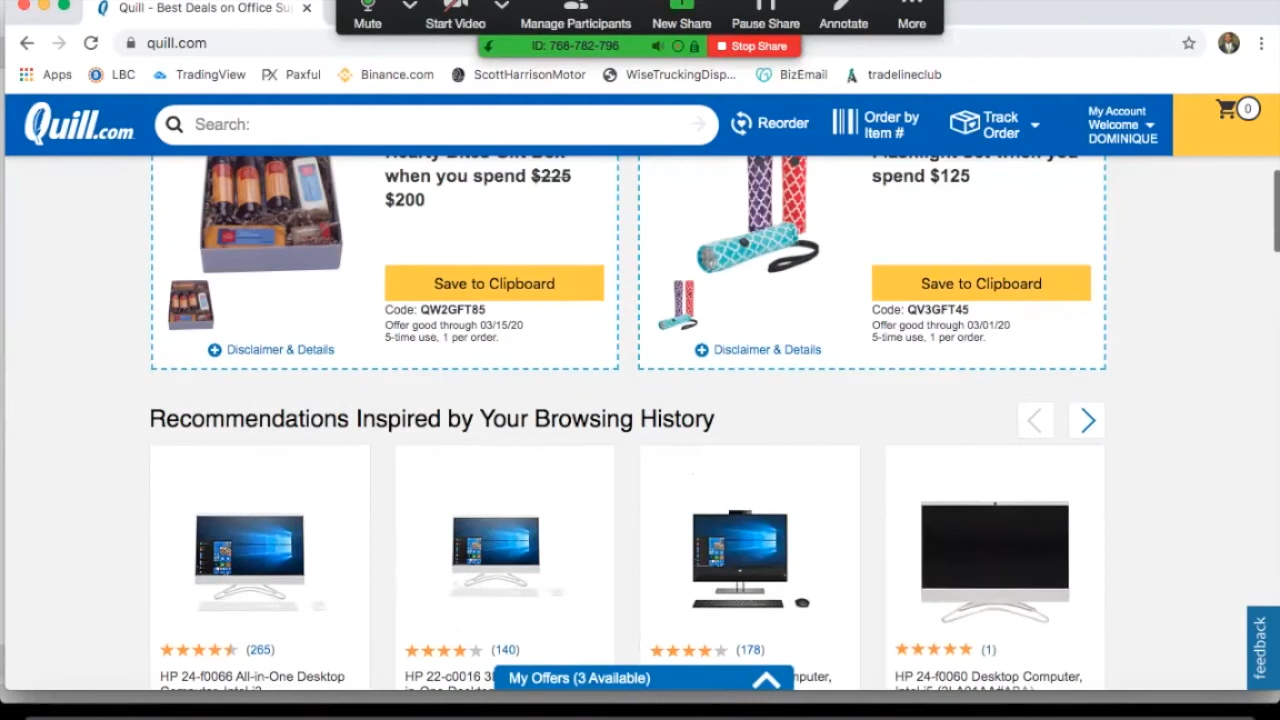 Quill - Best Deals on Office Su
Mute
Start Video
Manage Participants
New Share
Pause Share
Annotate
More
quill.com
ID: 768-782-796
Stop Share
Apps
LBC
TradingView
Paxful
Binance.com
ScottHarrisonMotor
WiseTruckingDisp...
BizEmail
tradelineclub
Quill.com
Search:
Reorder
Order by
Item #
Track
Order
My Account
Welcome
DOMINIQUE
0
when you spend $225
$200
spend $125
Save to Clipboard
Code: QW2GFT85
Offer good through 03/15/20
5-time use, 1 per order.
Disclaimer & Details
Save to Clipboard
Code: QV3GFT45
Offer good through 03/01/20
5-time use, 1 per order.
Disclaimer & Details
Recommendations Inspired by Your Browsing History
(265)
HP 24-f0066 All-in-One Desktop
(140)
HP 22-c0016
(178)
(1)
HP 24-f0060 Desktop Computer,
My Offers (3 Available)
feedback